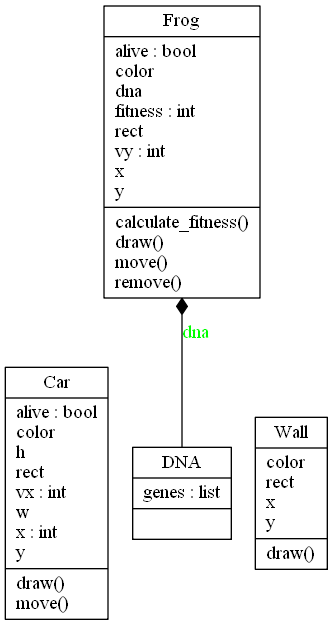 Frog
alive : bool
color
dna
fitness : int
rect
vy : int
x
y
calculate_fitness()
draw()
move()
remove()
dna
Car
alive : bool
color
h
rect
vx : int
w
x : int
y
draw()
move()
DNA
genes : list
Wall
color
rect
x
y
draw()